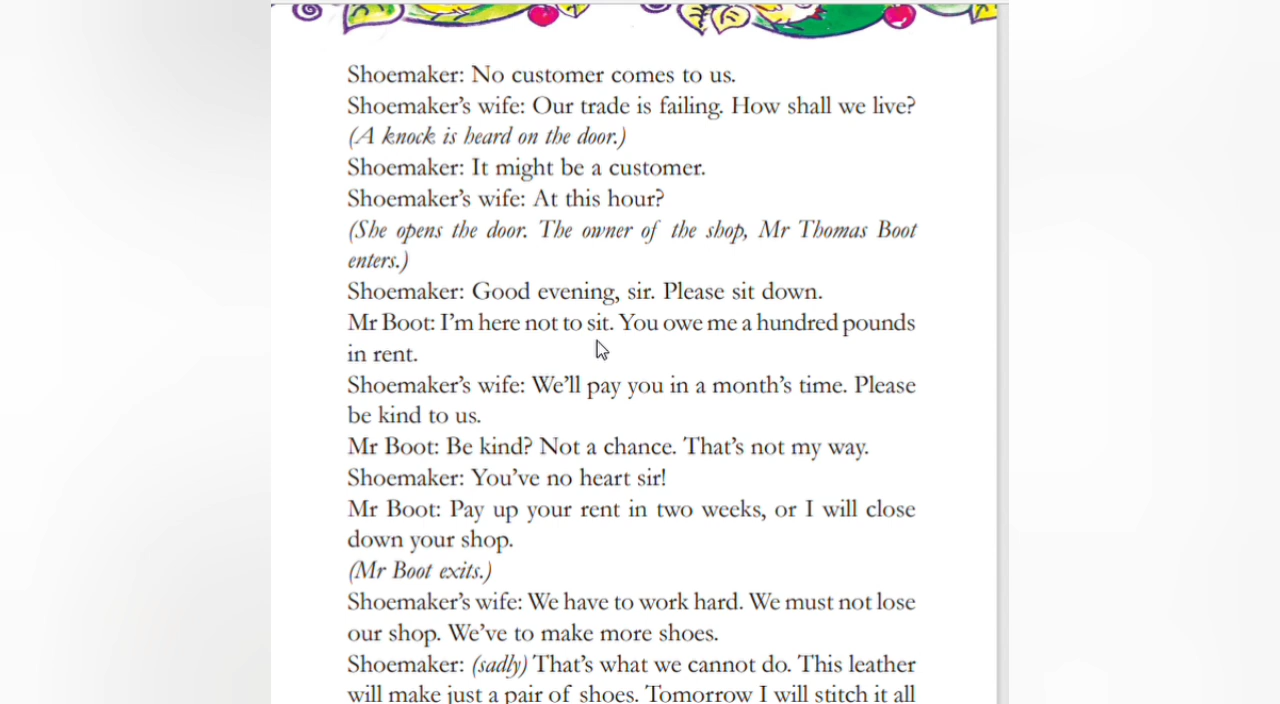 Shoemaker: No customer comes to us.
Shoemaker's wife: Our trade is failing. How shall we live?
(A knock is heard on the door.)
Shoemaker: It might be a customer.
Shoemaker's wife: At this hour?
(She opens the door. The owner of the shop, Mr Thomas Boot
enters.)
Shoemaker: Good evening, sir. Please sit down.
Mr Boot: I'm here not to sit. You owe me a hundred pounds
in rent.
Shoemaker's wife: We'll pay you in a month's time. Please
be kind to us.
Mr Boot: Be kind? Not a chance. That's not my way.
Shoemaker: You've no heart sir!
Mr Boot: Pay up your rent in two weeks, or I will close
down your shop.
(Mr Boot exits.)
Shoemaker's wife: We have to work hard. We must not lose
our shop. We've to make more shoes.
Shoemaker: (sadly) That's what we cannot do. This leather
will make just a pair of shoes. Tomorrow I will stitch it all